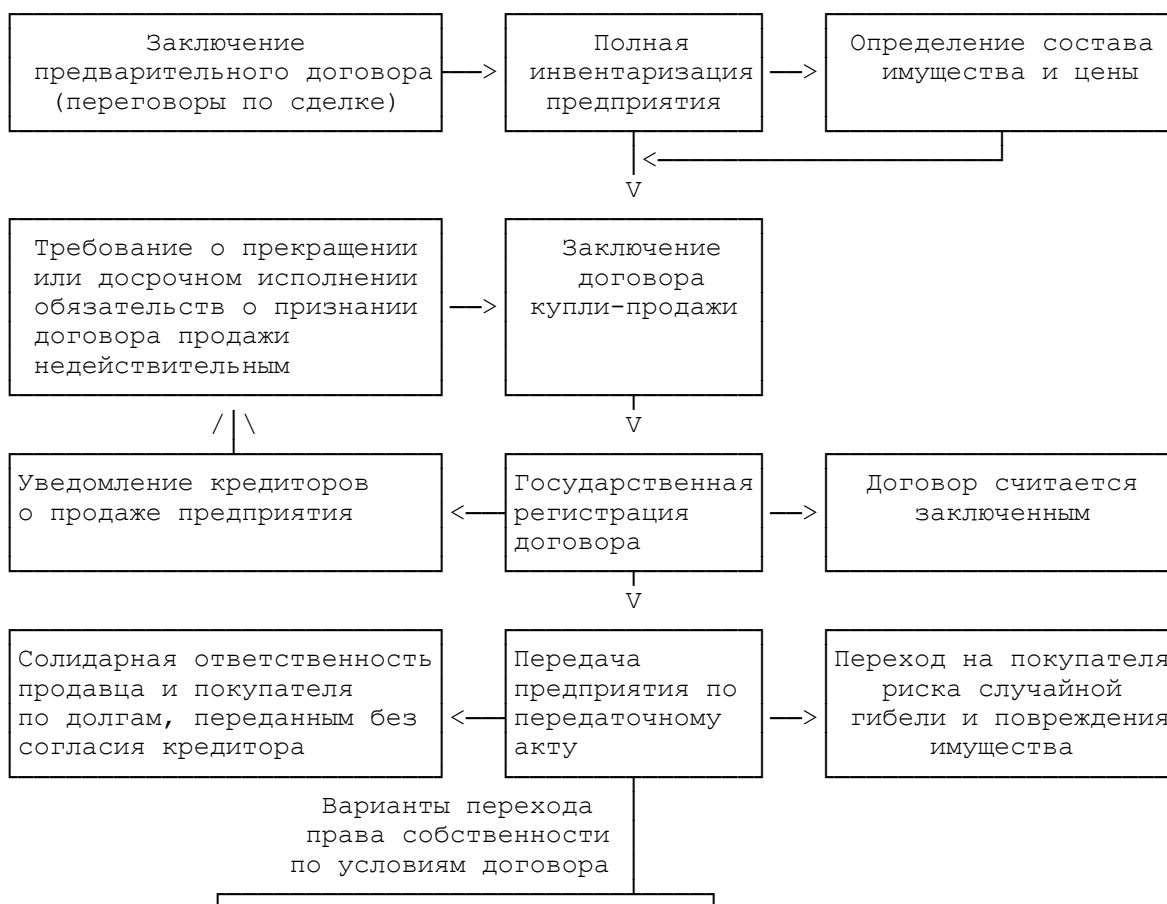 Заключение
предварительного договора
(переговоры по сделке)
Полная
инвентаризация
предприятия
Определение состава
имущества и цены
Требование о прекращении
или досрочном исполнении
обязательств о признании
договора продажи
недействительным
Заключение
договора
купли-продажи
Уведомление кредиторов
о продаже предприятия
Государственная
регистрация
договора
Договор считается
заключенным
Солидарная ответственность
продавца и покупателя
по долгам, переданным без
согласия кредитора
Передача
предприятия по
передаточному
акту
Переход на покупателя
риска случайной
гибели и повреждения
имущества
Варианты перехода
права собственности
по условиям договора